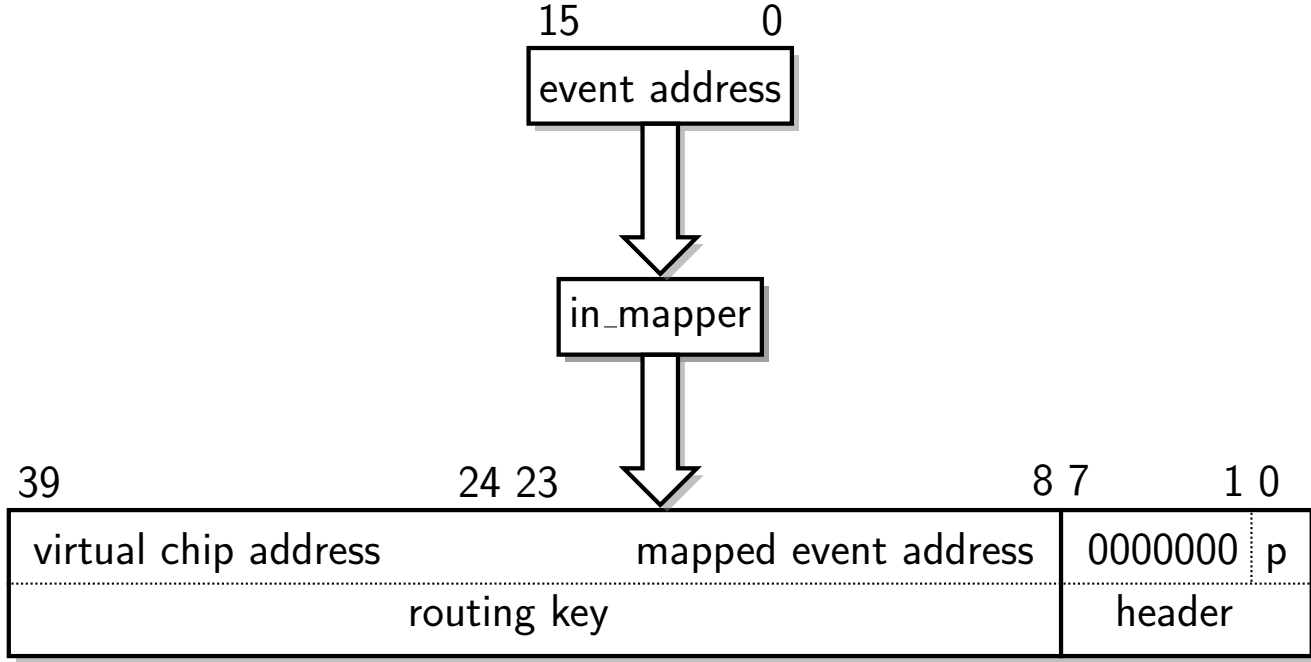 15 0
event address
in_mapper
39 24 23 8 7 1 0
virtual chip address mapped event address 0000000 p
routing key header